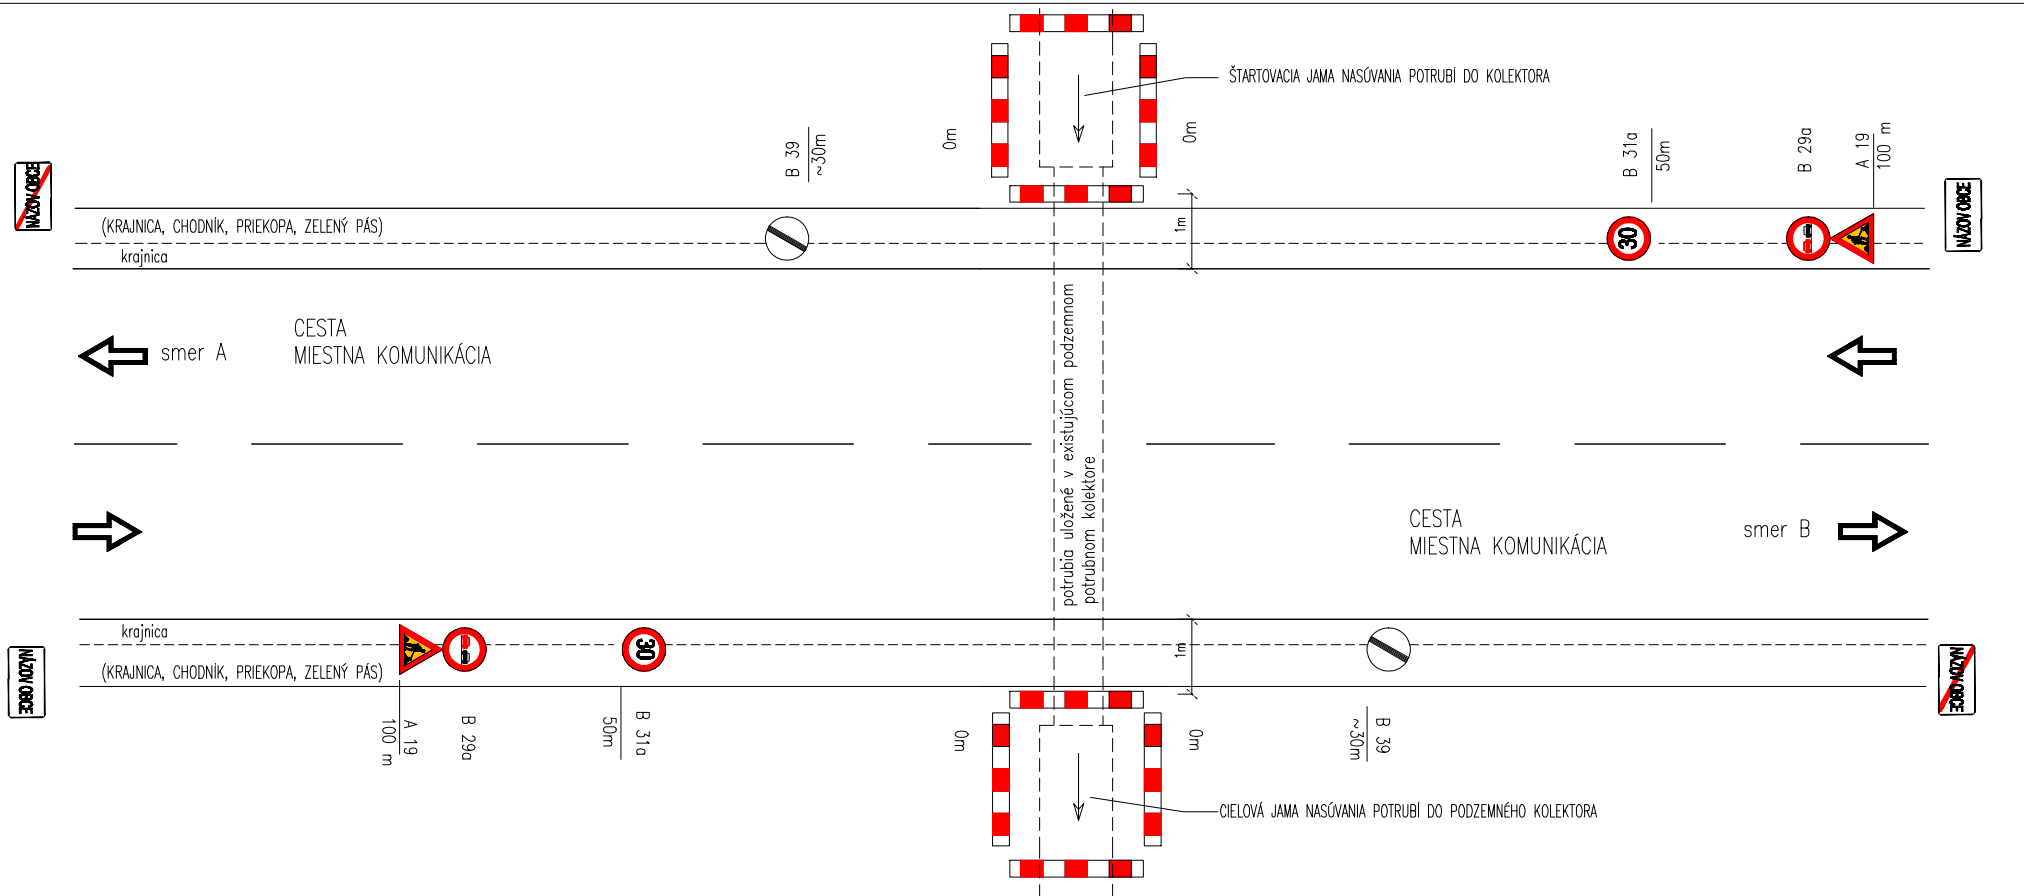 ŠTARTOVACIA JAMA NASÚVANIA POTRUBÍ DO KOLEKTORA
0m
0m
B 39
~30m
B 31a
50m
B 29a
A 19
100 m
NÁZOV OBCE
NÁZOV OBCE
(KRAJNICA, CHODNÍK, PRIEKOPA, ZELENÝ PÁS)
krajnica
1m
30
CESTA
MIESTNA KOMUNIKÁCIA
smer A
potrubia uložené v existujúcom podzemnom
potrubnom kolektore
CESTA
MIESTNA KOMUNIKÁCIA
smer B
krajnica
(KRAJNICA, CHODNÍK, PRIEKOPA, ZELENÝ PÁS)
30
1m
NÁZOV OBCE
NÁZOV OBCE
A 19
100 m
B 29a
B 31a
50m
0m
0m
B 39
~30m
CIELOVÁ JAMA NASÚVANIA POTRUBÍ DO PODZEMNÉHO KOLEKTORA